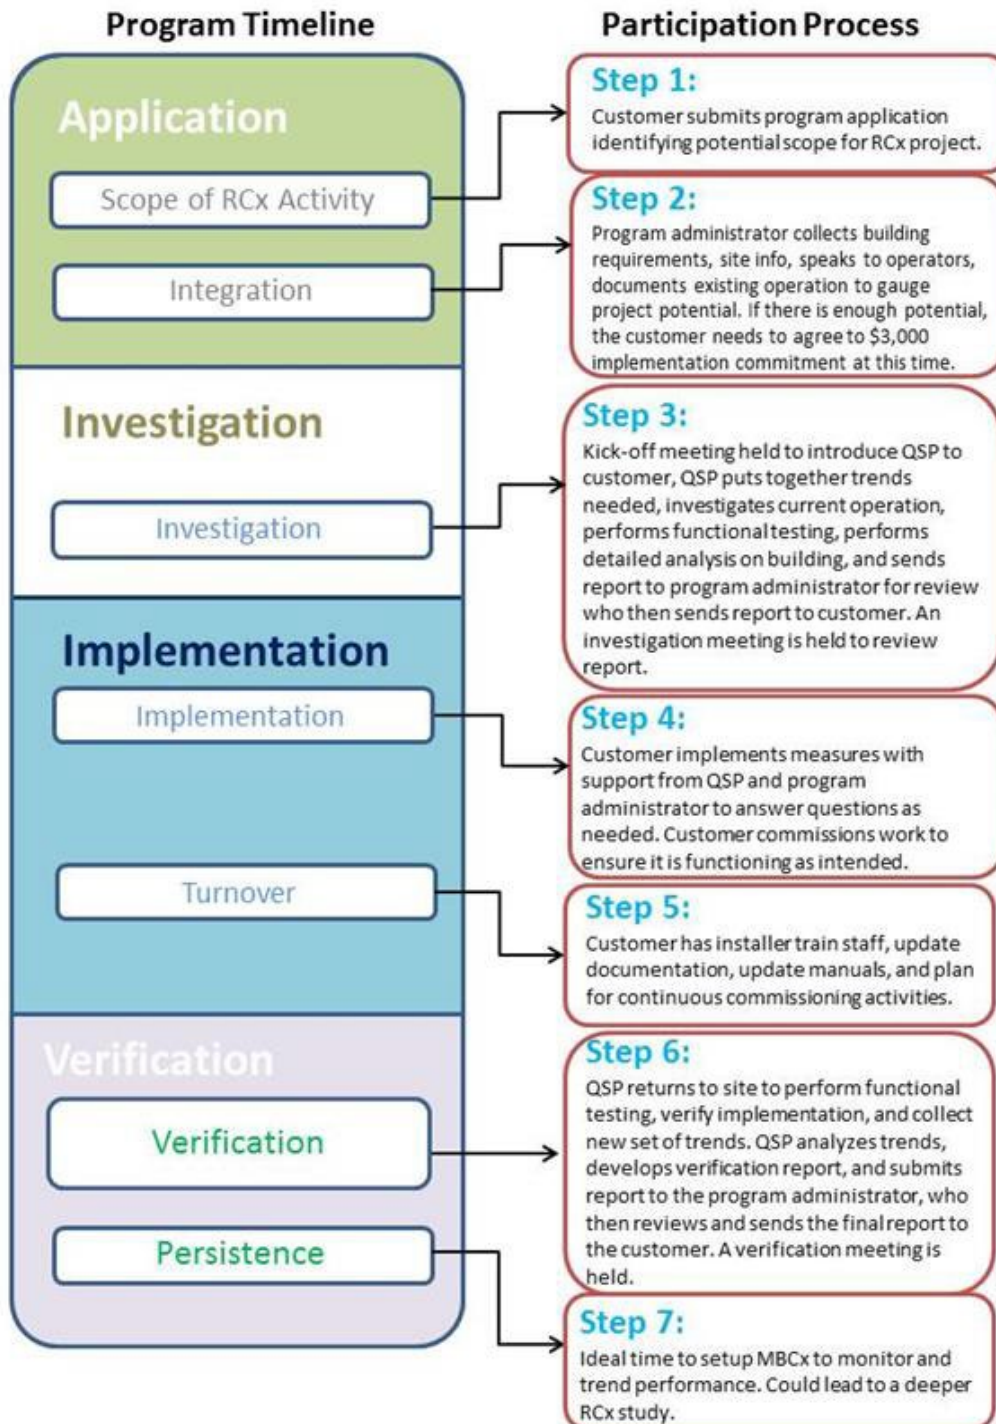 Program Timeline
Participation Process
Application
Scope of RCx Activity
Integration
Step 1:
Customer submits program application
identifying potential scope for RCx project.
Step 2:
Program administrator collects building
requirements, site info, speaks to operators,
documents existing operation to gauge
project potential. If there is enough potential,
the customer needs to agree to $3,000
implementation commitment at this time.
Investigation
Investigation
Step 3:
Kick-off meeting held to introduce QSP to
customer, QSP puts together trends
needed, investigates current operation,
performs functional testing, performs
detailed analysis on building, and sends
report to program administrator for review
who then sends report to customer. An
investigation meeting is held to review
report.
Implementation
Implementation
Turnover
Step 4:
Customer implements measures with
support from QSP and program
administrator to answer questions as
needed. Customer commissions work to
ensure it is functioning as intended.
Step 5:
Customer has installer train staff, update
documentation, update manuals, and plan
for continuous commissioning activities.
Verification
Verification
Persistence
Step 6:
QSP returns to site to perform functional
testing, verify implementation, and collect
new set of trends. QSP analyzes trends,
develops verification report, and submits
report to the program administrator, who
then reviews and sends the final report to
the customer. A verification meeting is
held.
Step 7:
Ideal time to setup MBCx to monitor and
trend performance. Could lead to a deeper
RCx study.